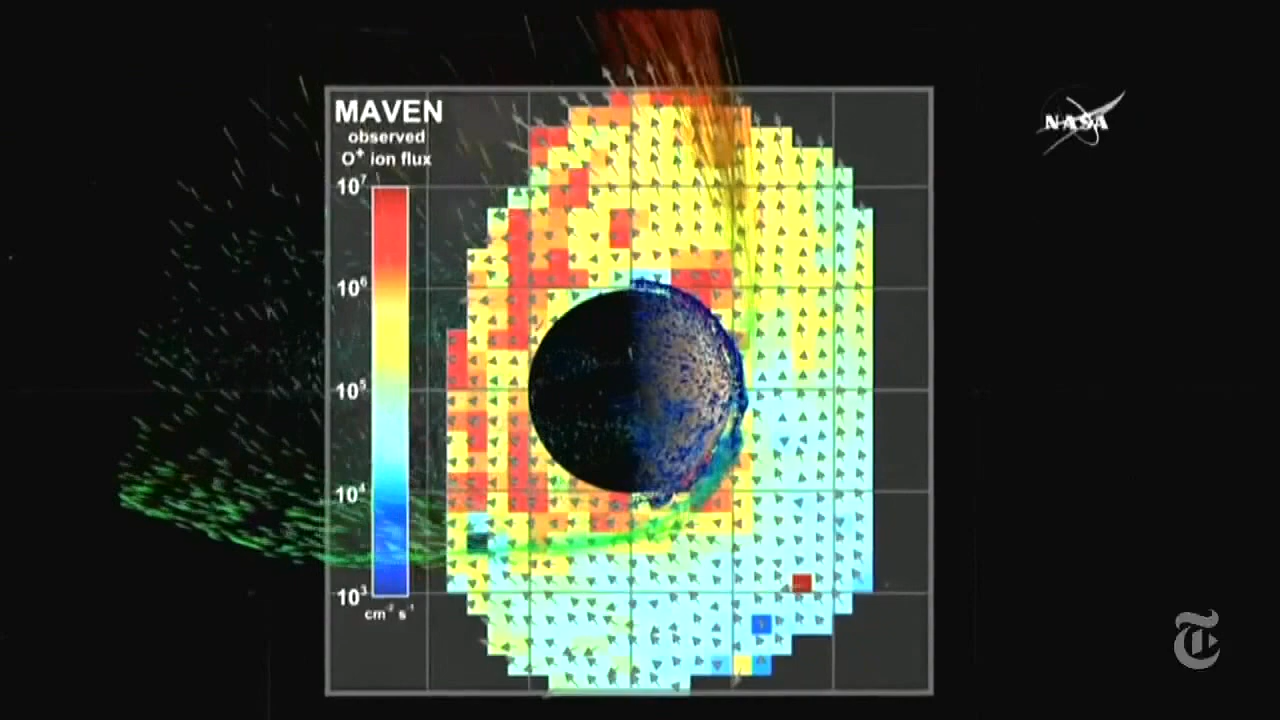 MAVEN
observed
O⁺ ion flux
10⁷
10⁶
10⁵
10⁴
10³
cm⁻² s⁻¹
NASA
T